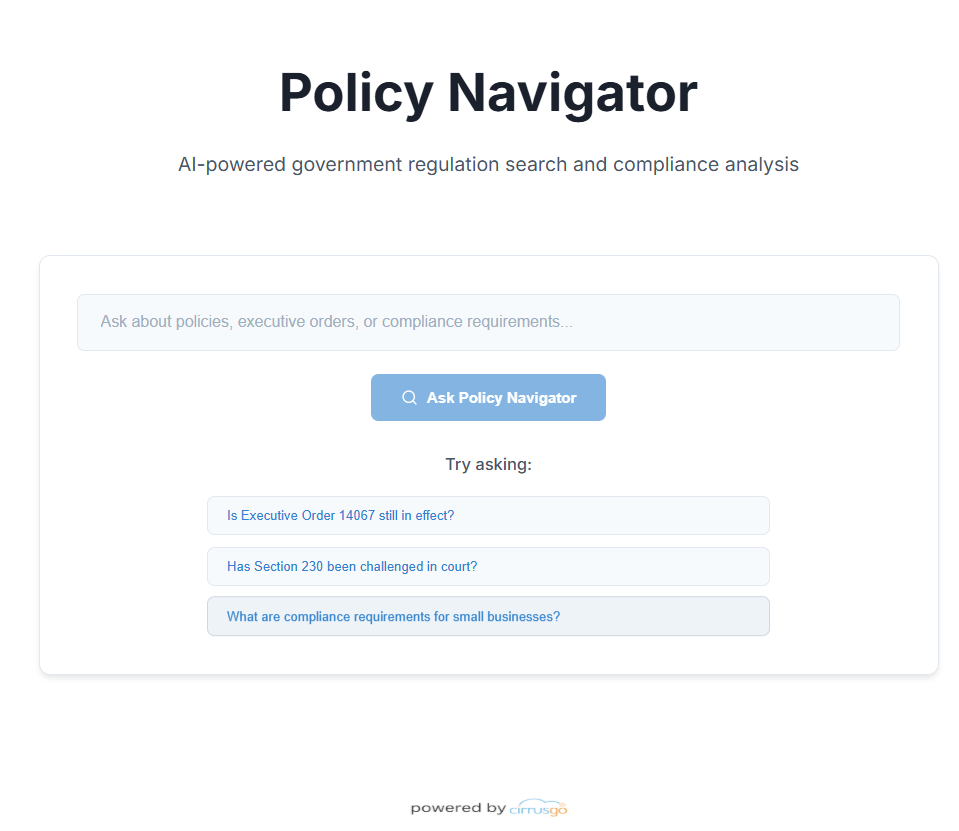 Policy Navigator
AI-powered government regulation search and compliance analysis
Ask about policies, executive orders, or compliance requirements...
Ask Policy Navigator
Try asking:
Is Executive Order 14067 still in effect?
Has Section 230 been challenged in court?
What are compliance requirements for small businesses?
powered by cirrusgo